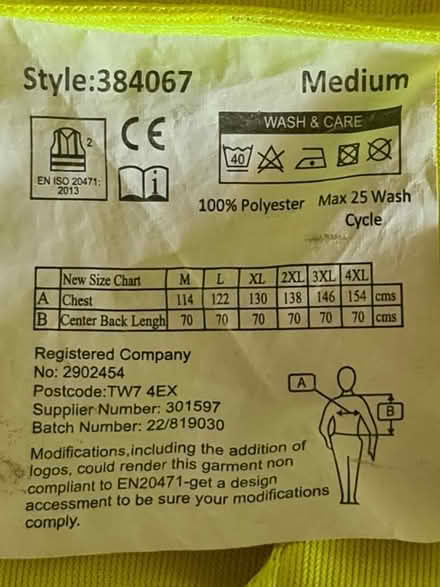 Style:384067 Medium
CE
2
EN ISO 20471:
2013
i
WASH & CARE
40
100% Polyester Max 25 Wash
Cycle
New Size Chart M L XL 2XL 3XL 4XL
A Chest 114 122 130 138 146 154 cms
B Center Back Lengh 70 70 70 70 70 70 cms
Registered Company
No: 2902454
Postcode:TW7 4EX
Supplier Number: 301597
Batch Number: 22/819030
A
B
Modifications,including the addition of
logos, could render this garment non
compliant to EN20471-get a design
accessment to be sure your modifications
comply.